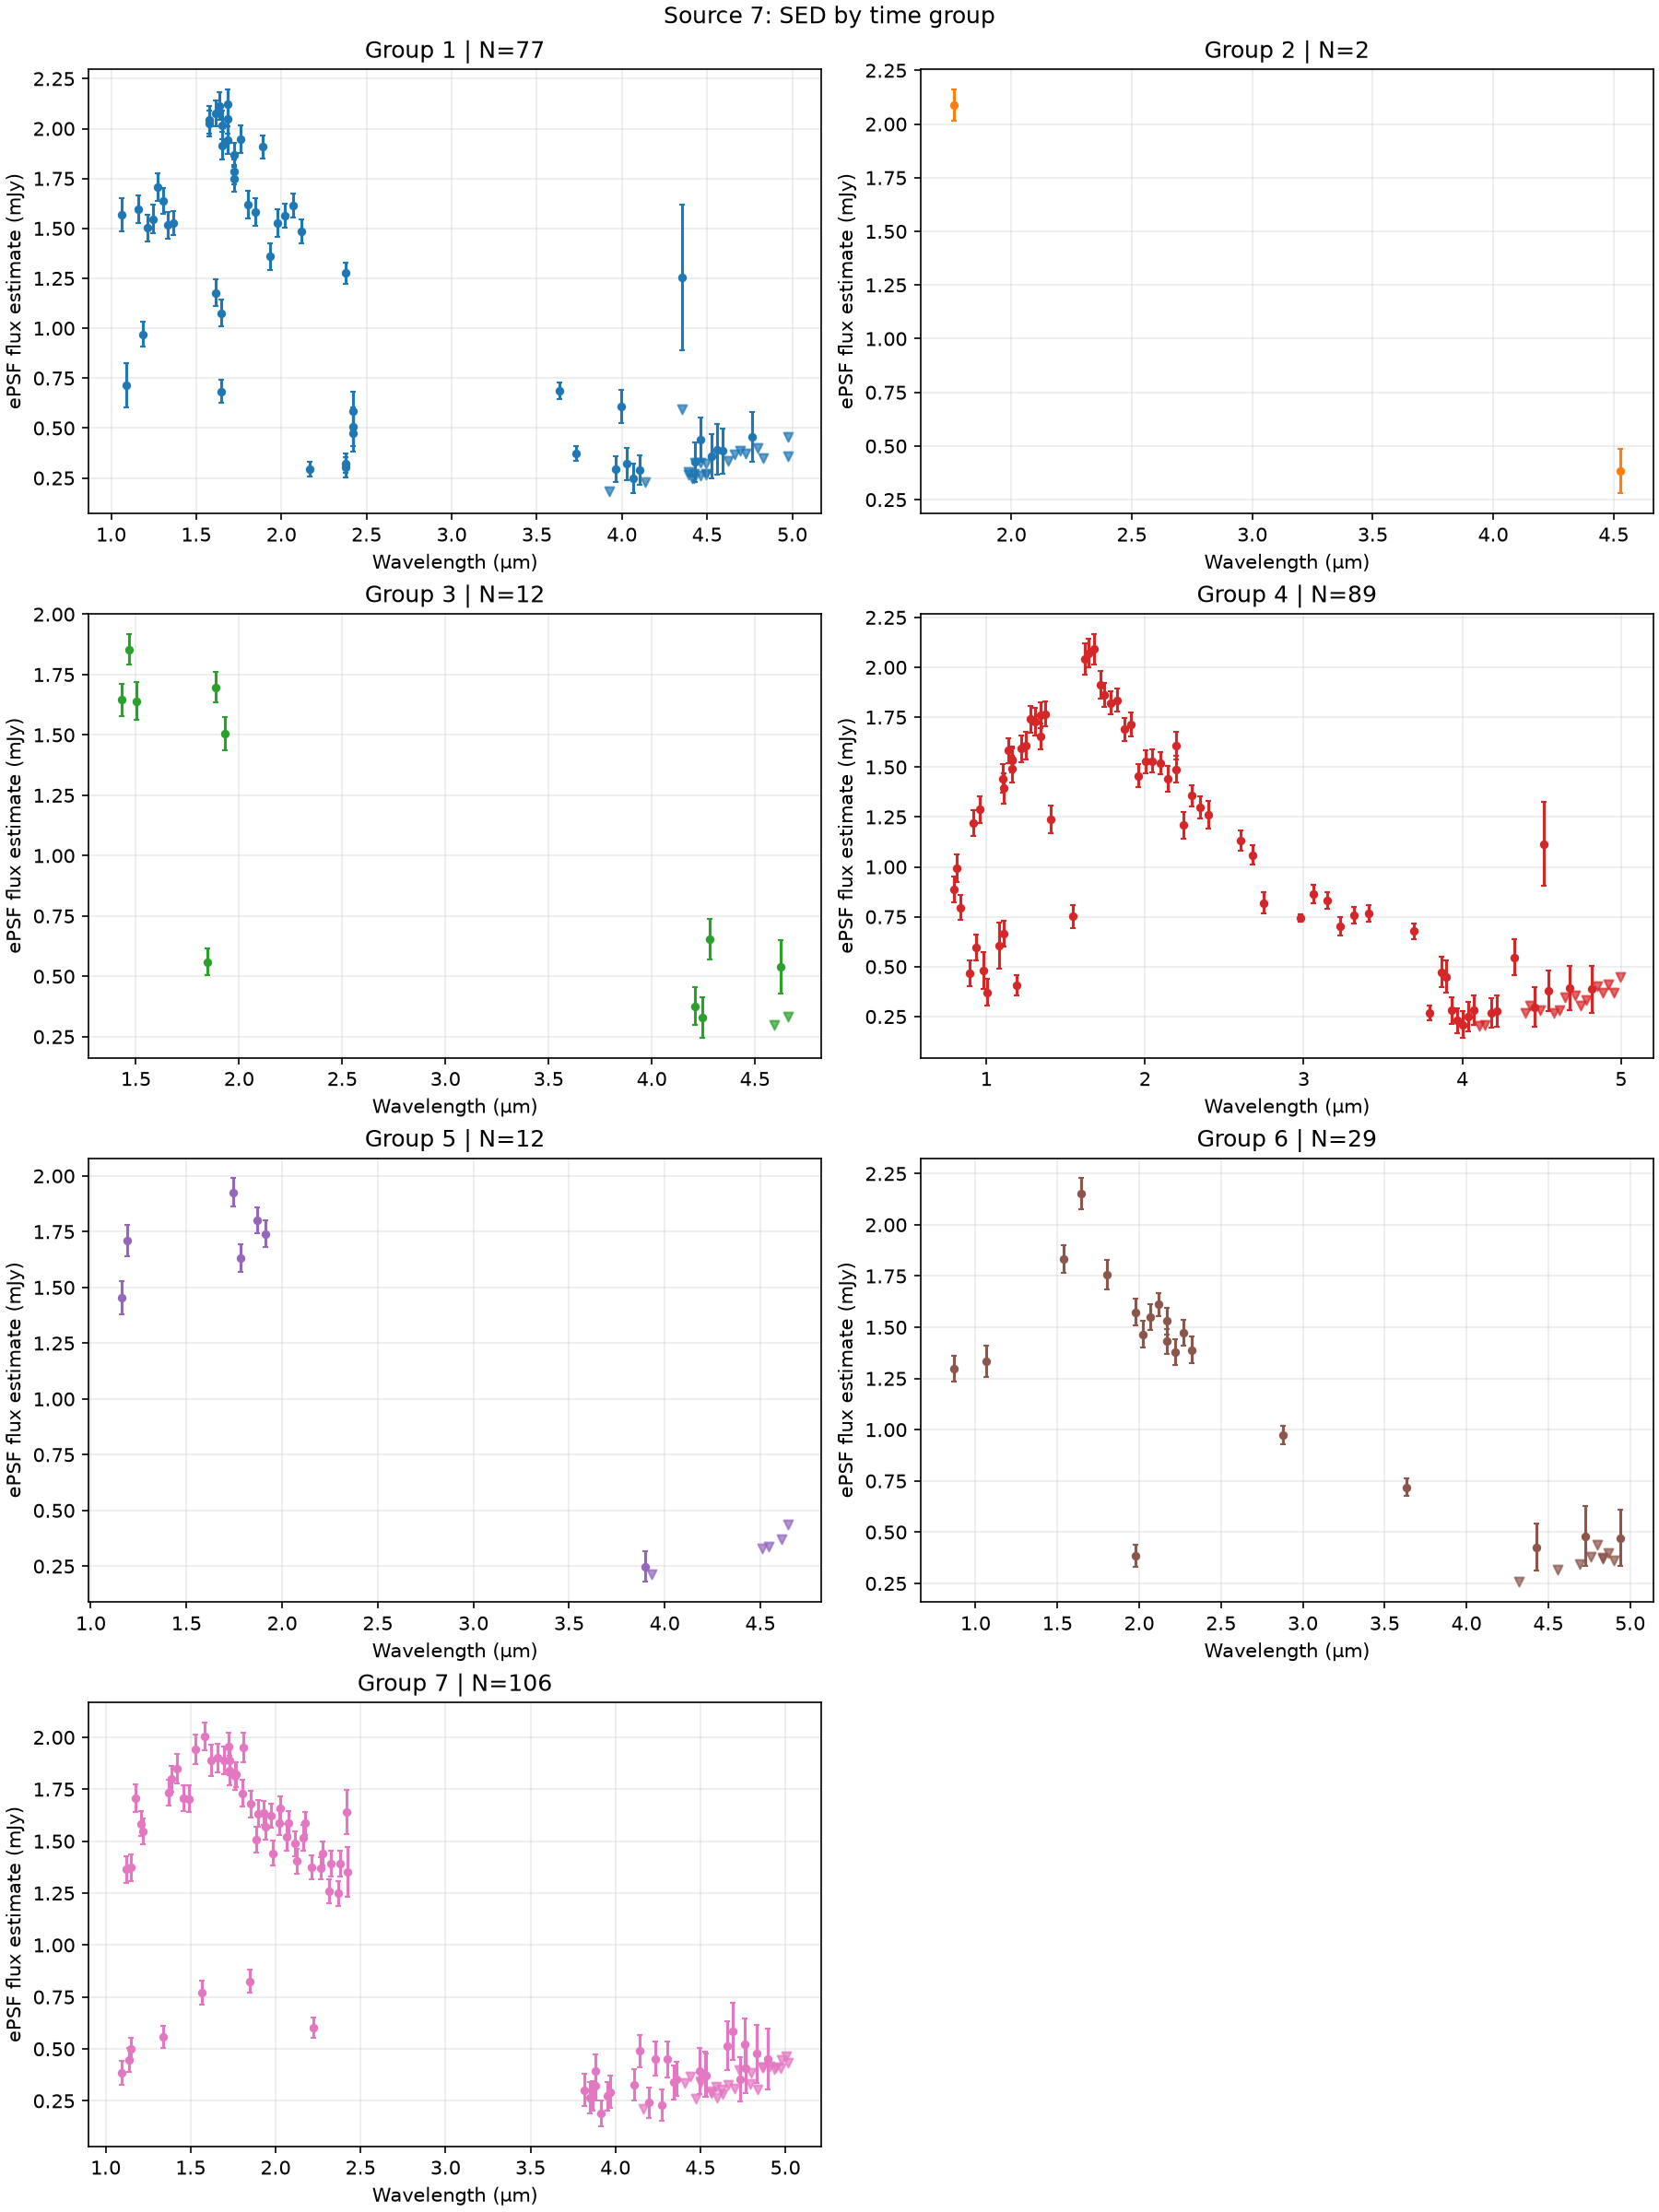 Source 7: SED by time group
Group 1 | N=77
2.25
2.00
1.75
1.50
1.25
1.00
0.75
0.50
0.25
ePSF flux estimate (mJy)
1.0 1.5 2.0 2.5 3.0 3.5 4.0 4.5 5.0
Wavelength (μm)
Group 2 | N=2
2.25
2.00
1.75
1.50
1.25
1.00
0.75
0.50
0.25
ePSF flux estimate (mJy)
2.0 2.5 3.0 3.5 4.0 4.5
Wavelength (μm)
Group 3 | N=12
2.00
1.75
1.50
1.25
1.00
0.75
0.50
0.25
ePSF flux estimate (mJy)
1.5 2.0 2.5 3.0 3.5 4.0 4.5
Wavelength (μm)
Group 4 | N=89
2.25
2.00
1.75
1.50
1.25
1.00
0.75
0.50
0.25
ePSF flux estimate (mJy)
1 2 3 4 5
Wavelength (μm)
Group 5 | N=12
2.00
1.75
1.50
1.25
1.00
0.75
0.50
0.25
ePSF flux estimate (mJy)
1.0 1.5 2.0 2.5 3.0 3.5 4.0 4.5
Wavelength (μm)
Group 6 | N=29
2.25
2.00
1.75
1.50
1.25
1.00
0.75
0.50
0.25
ePSF flux estimate (mJy)
1.0 1.5 2.0 2.5 3.0 3.5 4.0 4.5 5.0
Wavelength (μm)
Group 7 | N=106
2.00
1.75
1.50
1.25
1.00
0.75
0.50
0.25
ePSF flux estimate (mJy)
1.0 1.5 2.0 2.5 3.0 3.5 4.0 4.5 5.0
Wavelength (μm)